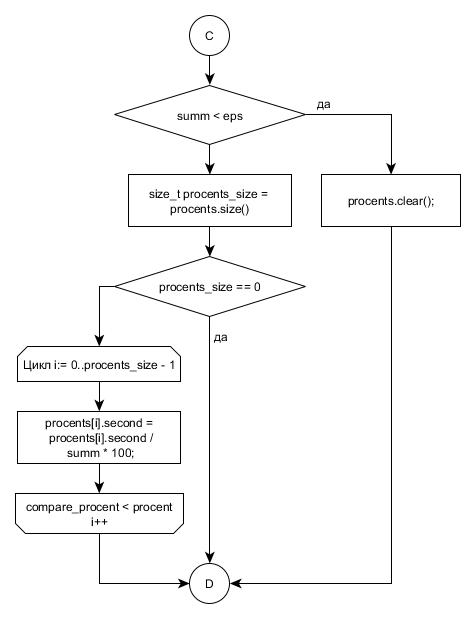 C
summ < eps
да
size_t procents_size =
procents.size()
procents.clear();
procents_size == 0
да
Цикл i:= 0..procents_size - 1
procents[i].second =
procents[i].second /
summ * 100;
compare_procent < procent
i++
D